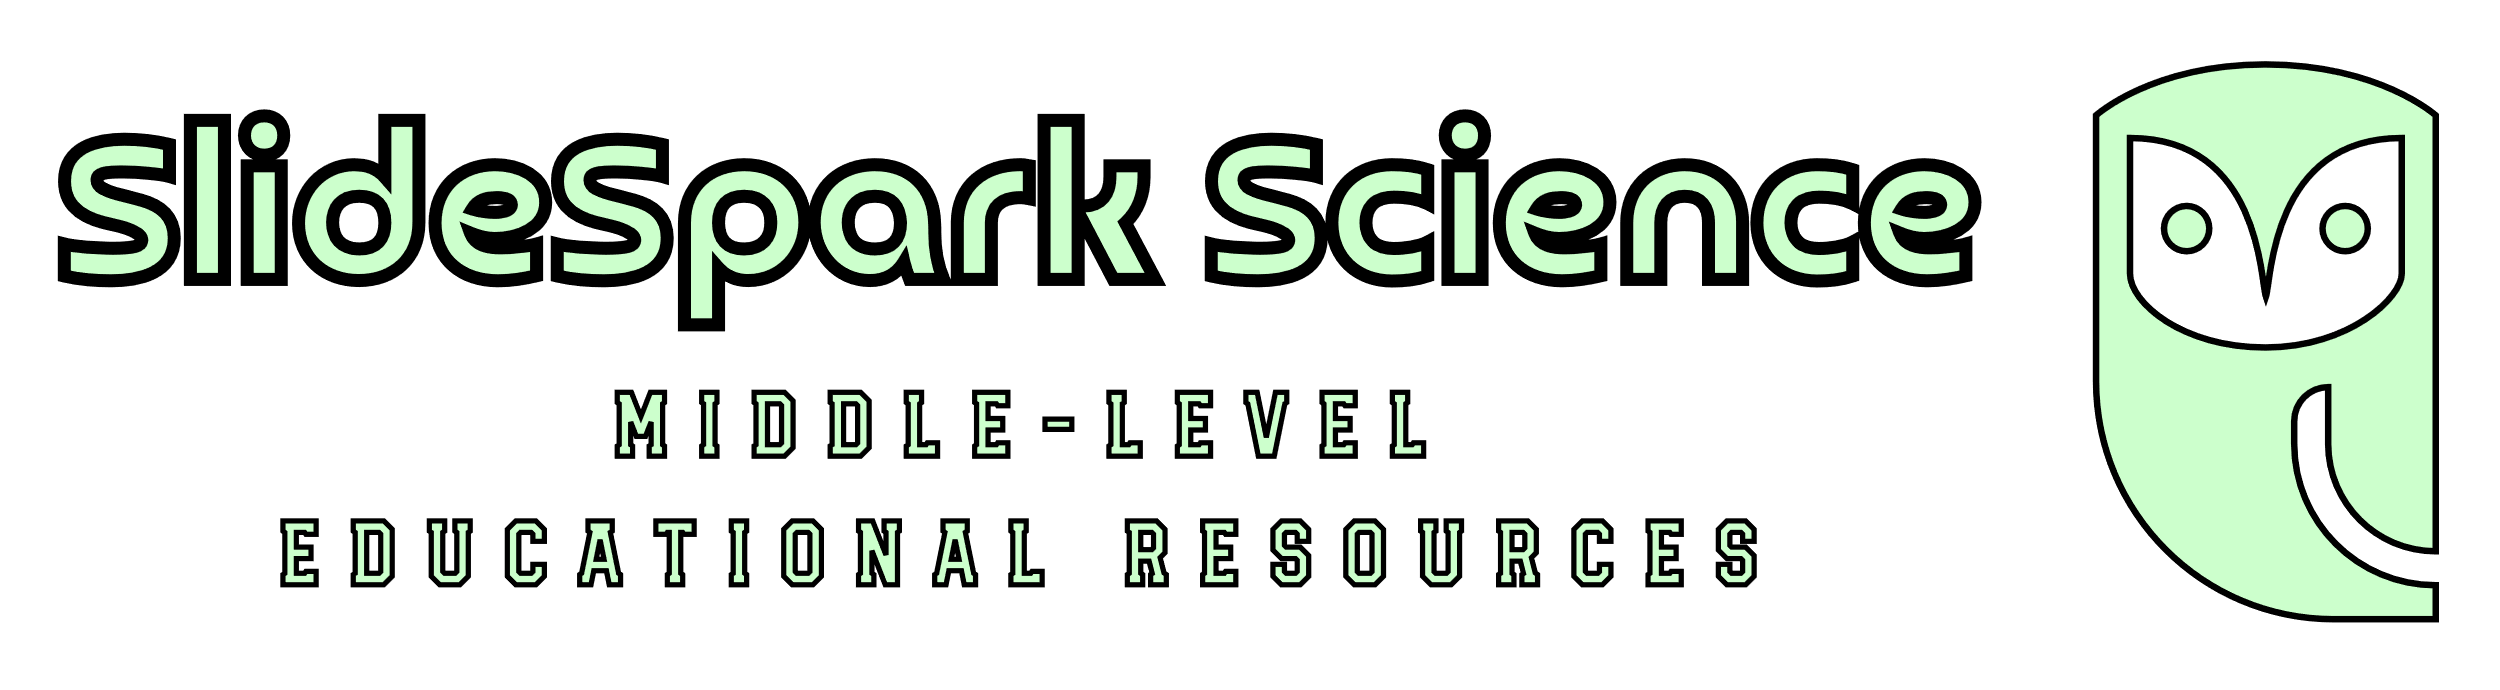 slidespark science
MIDDLE-LEVEL
EDUCATIONAL RESOURCES